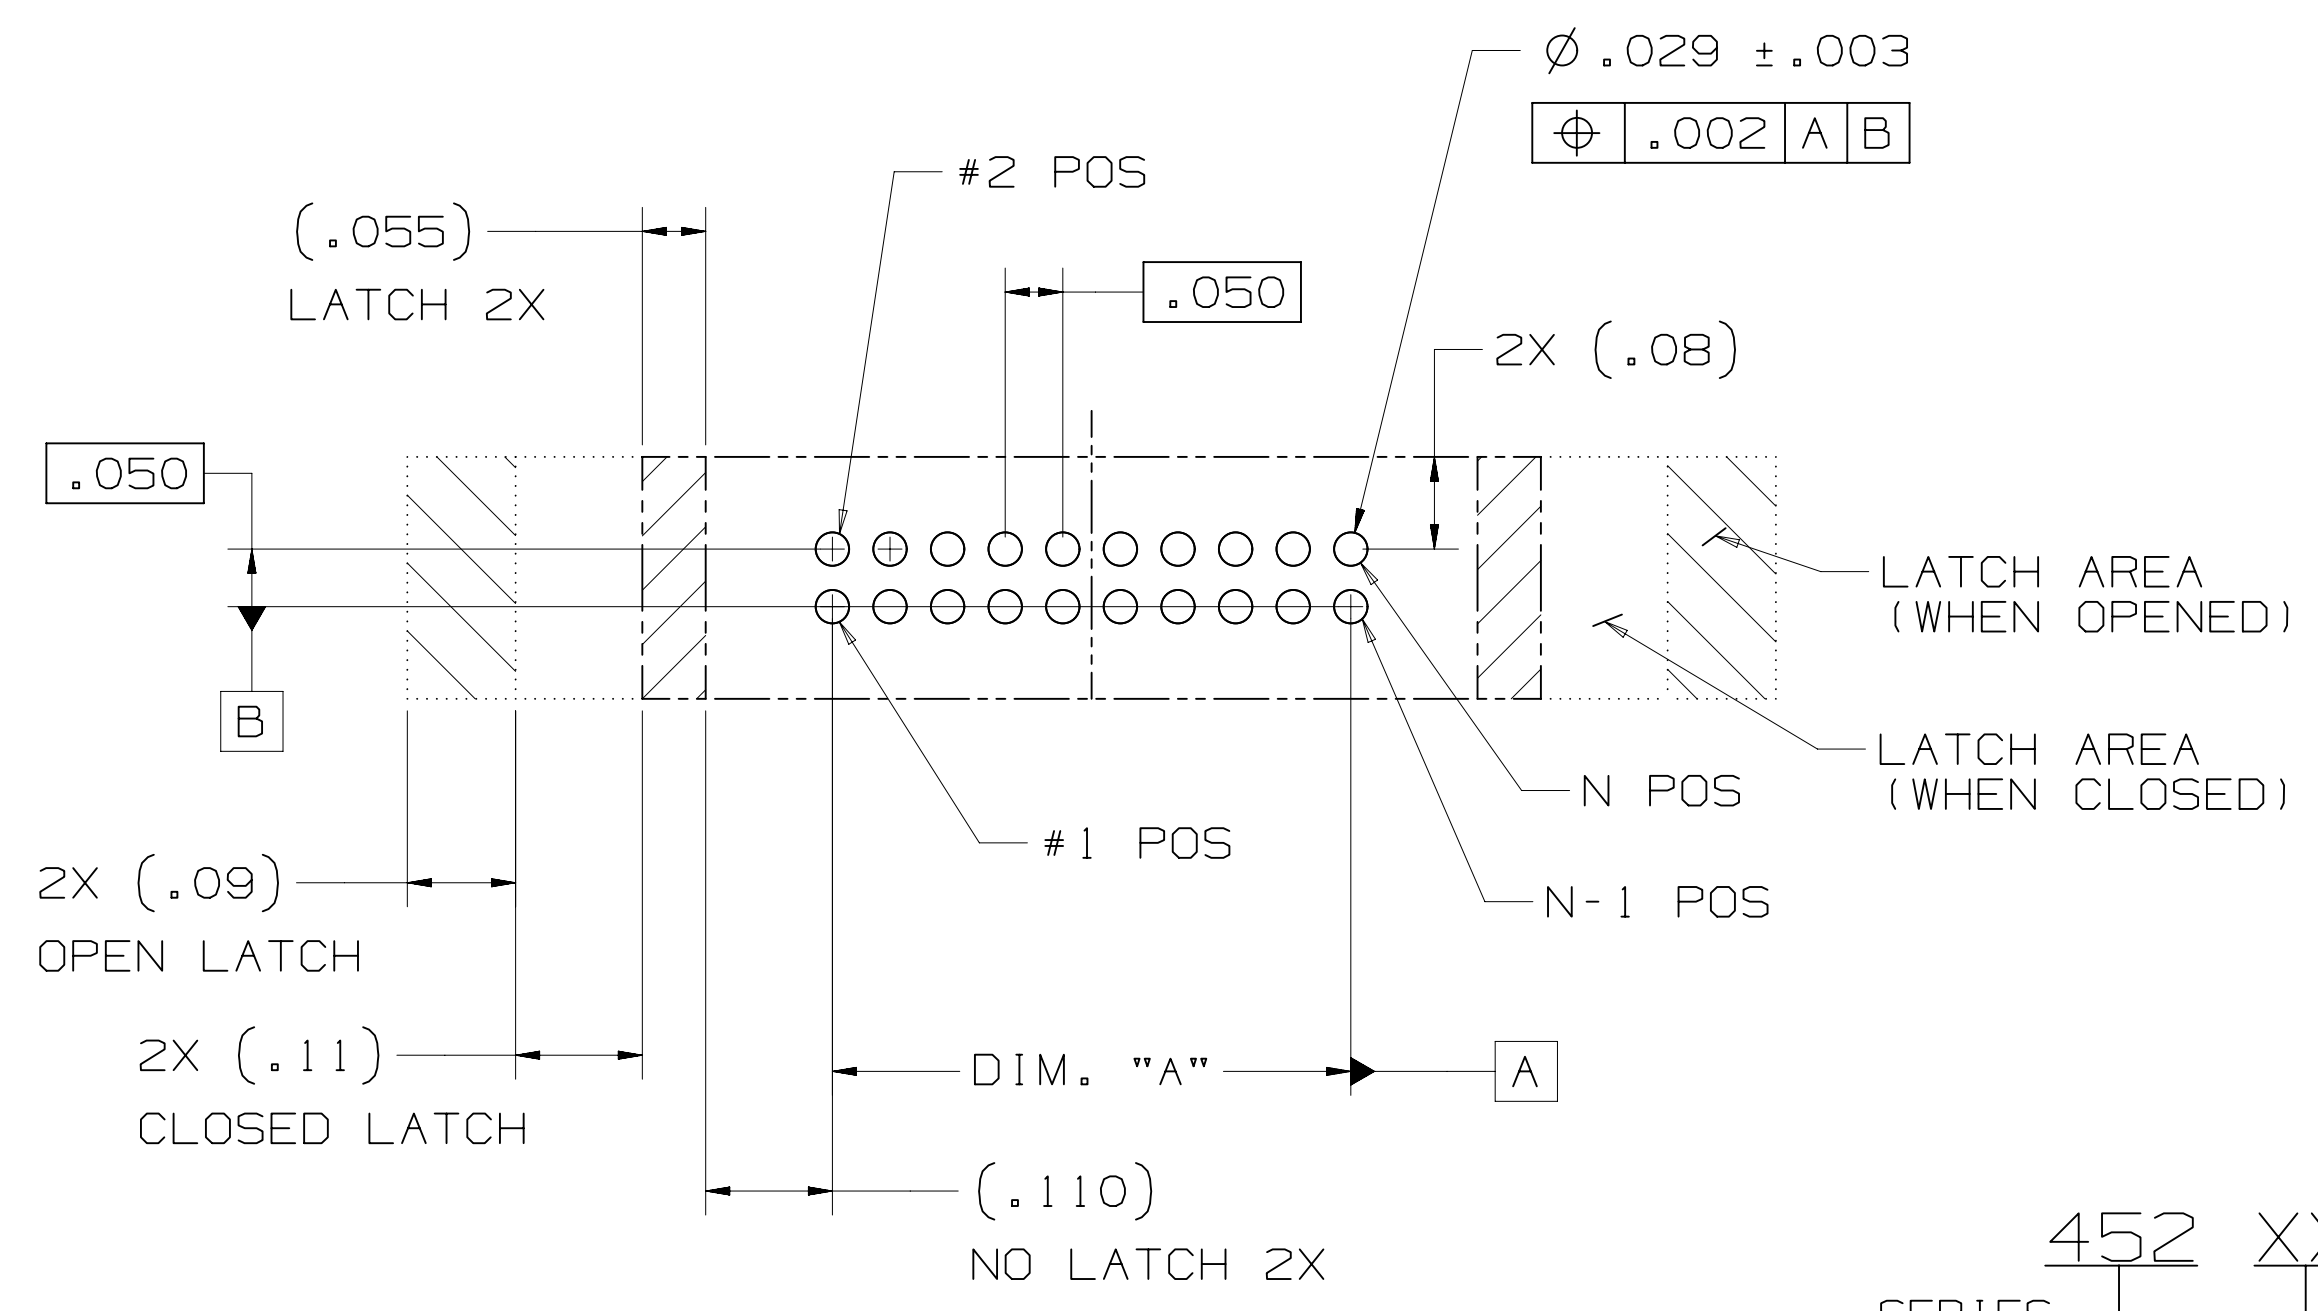 Ø.029 ±.003
⌖ .002 A B
#2 POS
(.055)
LATCH 2X
.050
2X (.08)
.050
LATCH AREA
(WHEN OPENED)
B
LATCH AREA
(WHEN CLOSED)
N POS
#1 POS
2X (.09)
OPEN LATCH
N-1 POS
2X (.11)
CLOSED LATCH
DIM. "A"
A
(.110)
NO LATCH 2X
452